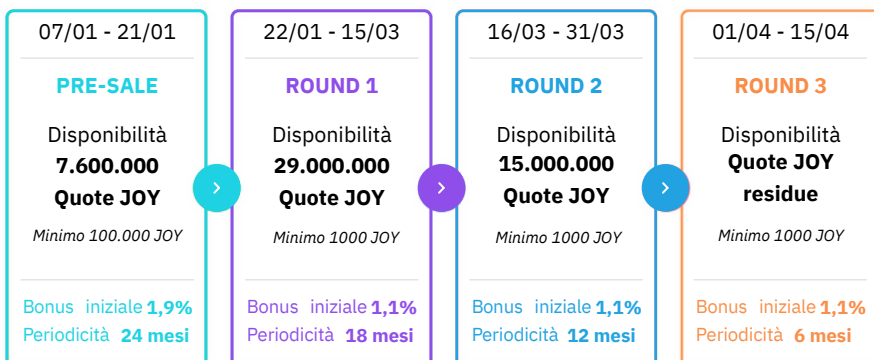 07/01 - 21/01
PRE-SALE
Disponibilità
7.600.000
Quote JOY
Minimo 100.000 JOY
Bonus iniziale 1,9%
Periodicità 24 mesi
22/01 - 15/03
ROUND 1
Disponibilità
29.000.000
Quote JOY
Minimo 1000 JOY
Bonus iniziale 1,1%
Periodicità 18 mesi
16/03 - 31/03
ROUND 2
Disponibilità
15.000.000
Quote JOY
Minimo 1000 JOY
Bonus iniziale 1,1%
Periodicità 12 mesi
01/04 - 15/04
ROUND 3
Disponibilità
Quote JOY
residue
Minimo 1000 JOY
Bonus iniziale 1,1%
Periodicità 6 mesi